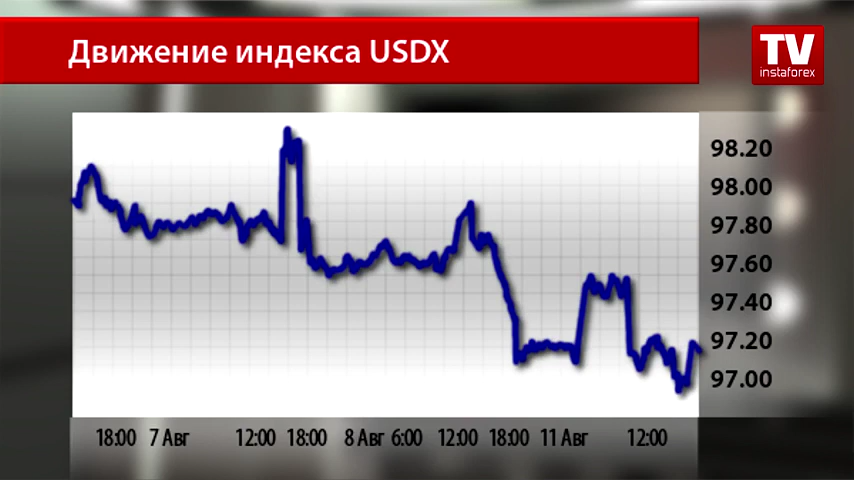 Движение индекса USDX
TV
instaforex
98.20
98.00
97.80
97.60
97.40
97.20
97.00
18:00 7 Авг 12:00 18:00 8 Авг 6:00 12:00 18:00 11 Авг 12:00